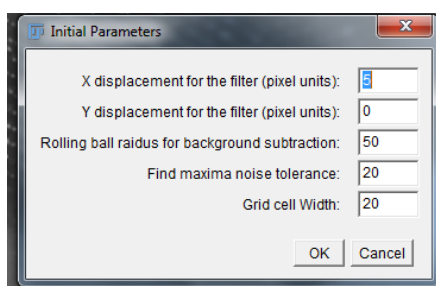 Initial Parameters
X displacement for the filter (pixel units): 5
Y displacement for the filter (pixel units): 0
Rolling ball raidus for background subtraction: 50
Find maxima noise tolerance: 20
Grid cell Width: 20
OK Cancel